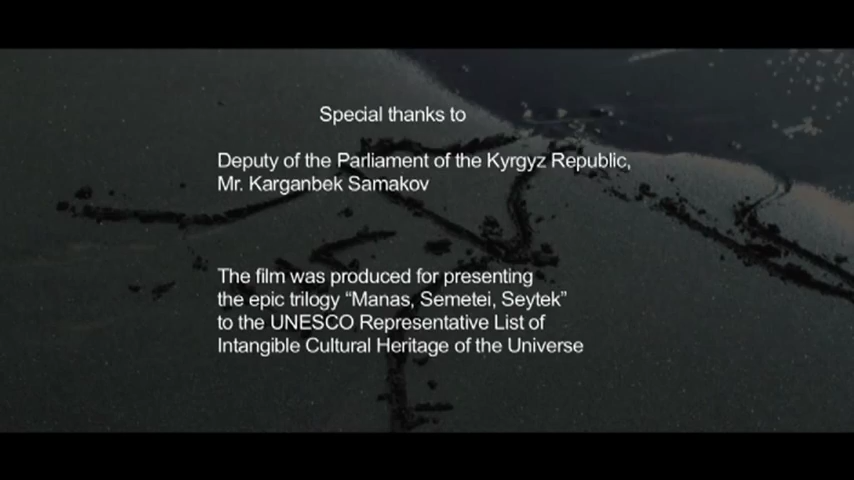 Special thanks to
Deputy of the Parliament of the Kyrgyz Republic,
Mr. Karganbek Samakov
The film was produced for presenting
the epic trilogy “Manas, Semetei, Seytek”
to the UNESCO Representative List of
Intangible Cultural Heritage of the Universe